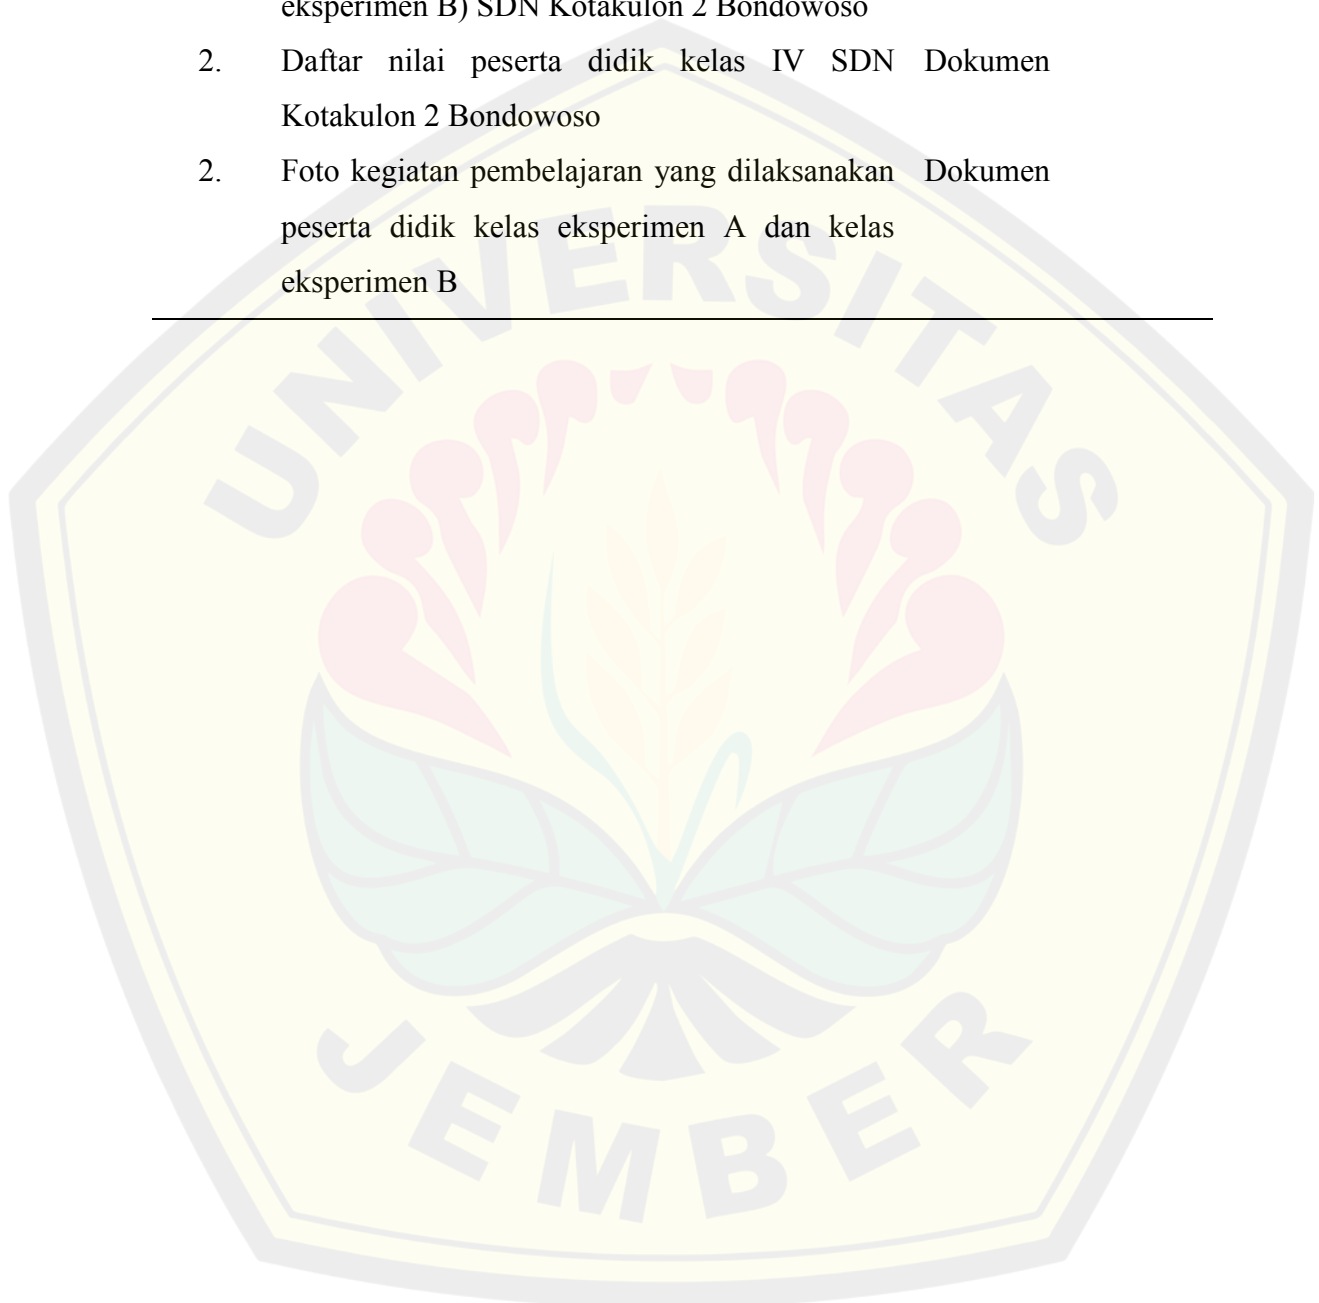 eksperimen B) SDN Kotakulon 2 Bondowoso
2. Daftar nilai peserta didik kelas IV SDN Dokumen
Kotakulon 2 Bondowoso
2. Foto kegiatan pembelajaran yang dilaksanakan Dokumen
peserta didik kelas eksperimen A dan kelas
eksperimen B
UNIVERSITAS
JEMBER